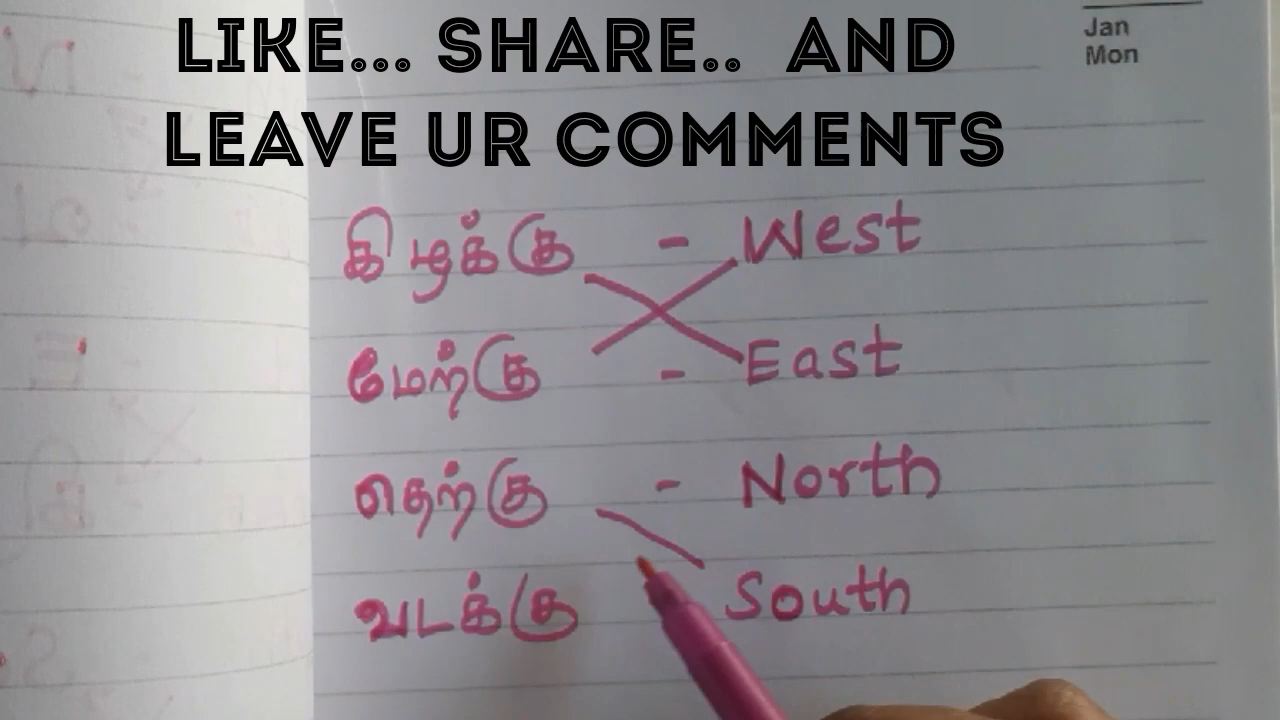 LIKE... SHARE.. AND
LEAVE UR COMMENTS
Jan
Mon
கிழக்கு - West
மேற்கு - East
தெற்கு - North
வடக்கு South